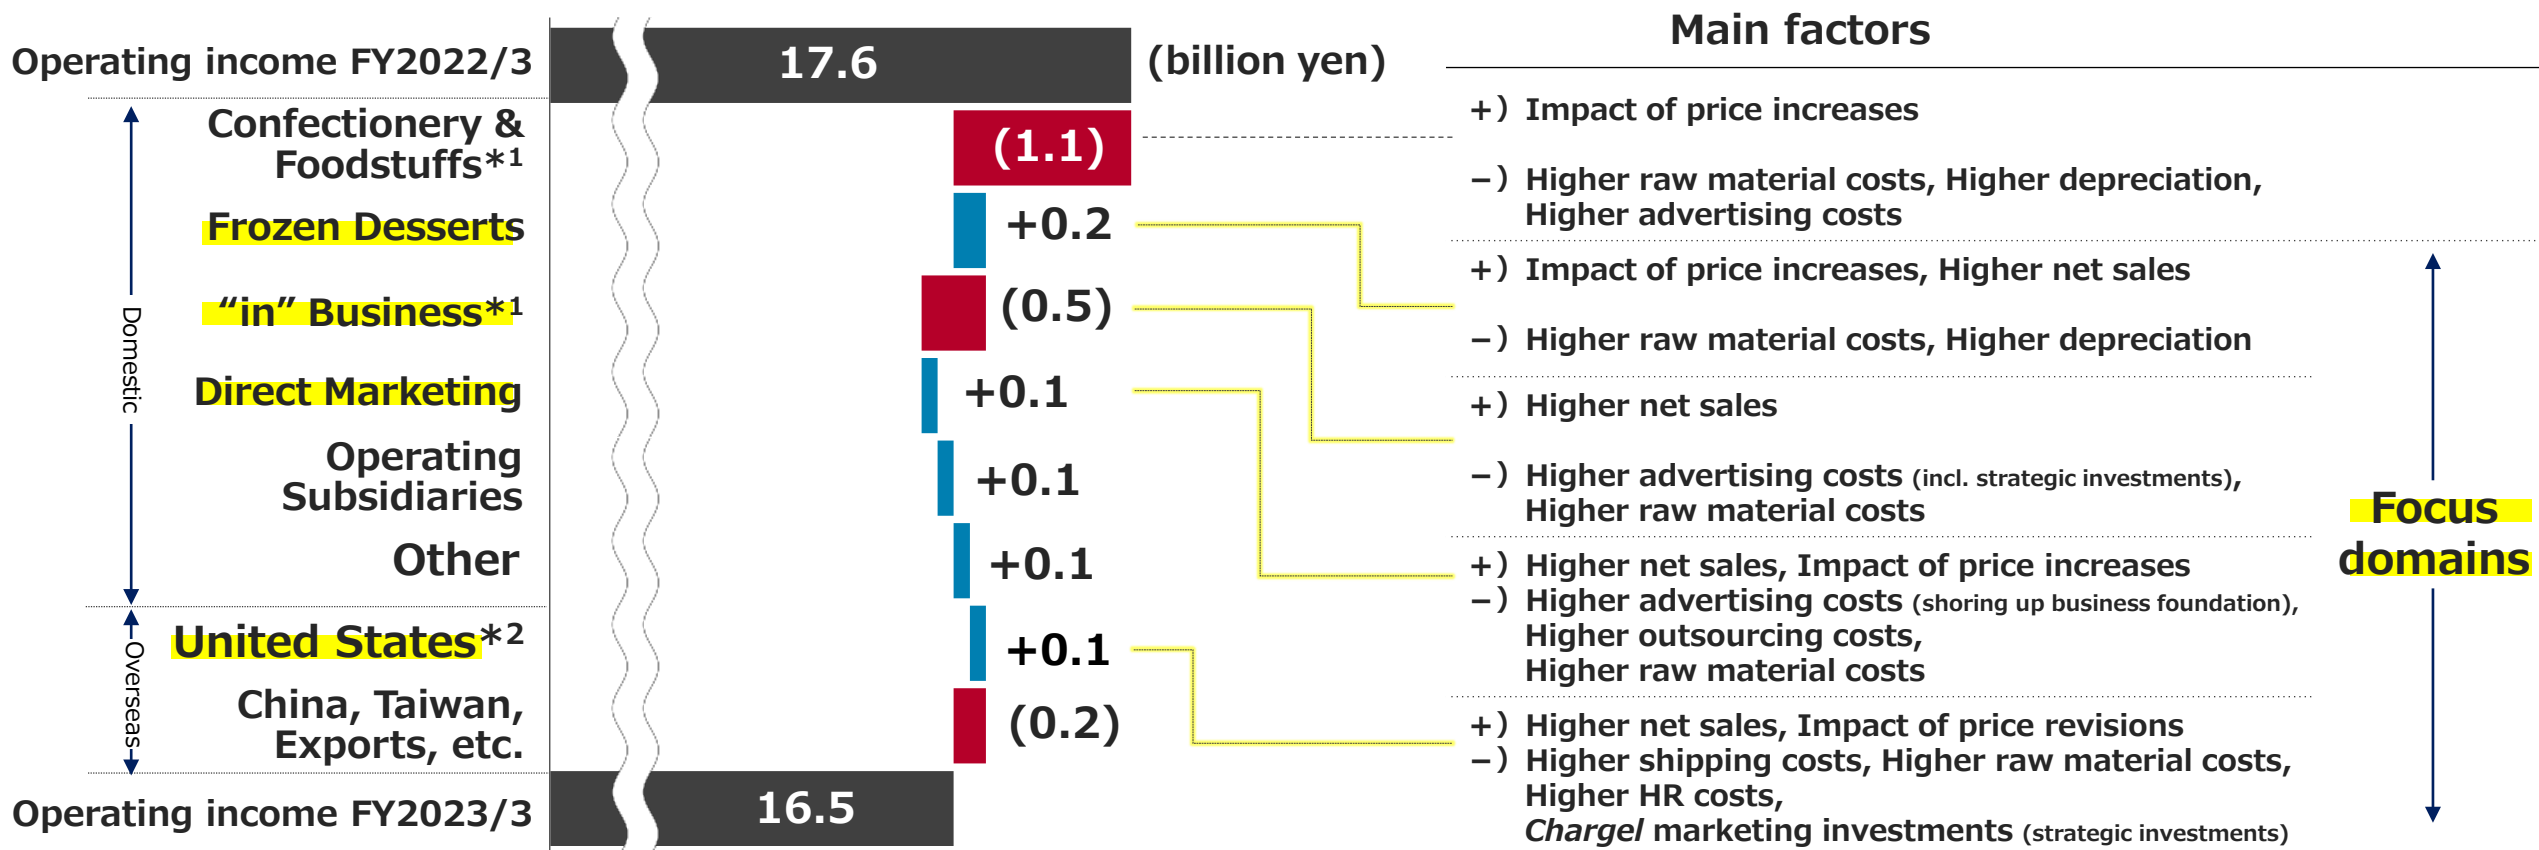 Main factors
Operating income FY2022/3
17.6
(billion yen)
Confectionery &
Foodstuffs*1
(1.1)
+) Impact of price increases
−) Higher raw material costs, Higher depreciation,
Higher advertising costs
Frozen Desserts
+0.2
+) Impact of price increases, Higher net sales
−) Higher raw material costs, Higher depreciation
“in” Business*1
(0.5)
+) Higher net sales
−) Higher advertising costs (incl. strategic investments),
Higher raw material costs
Direct Marketing
+0.1
+) Higher net sales, Impact of price increases
−) Higher advertising costs (shoring up business foundation),
Higher outsourcing costs,
Higher raw material costs
Operating
Subsidiaries
+0.1
Other
+0.1
Domestic
United States*2
+0.1
+) Higher net sales, Impact of price revisions
−) Higher shipping costs, Higher raw material costs,
Higher HR costs,
Chargel marketing investments (strategic investments)
China, Taiwan,
Exports, etc.
(0.2)
Overseas
Operating income FY2023/3
16.5
Focus
domains